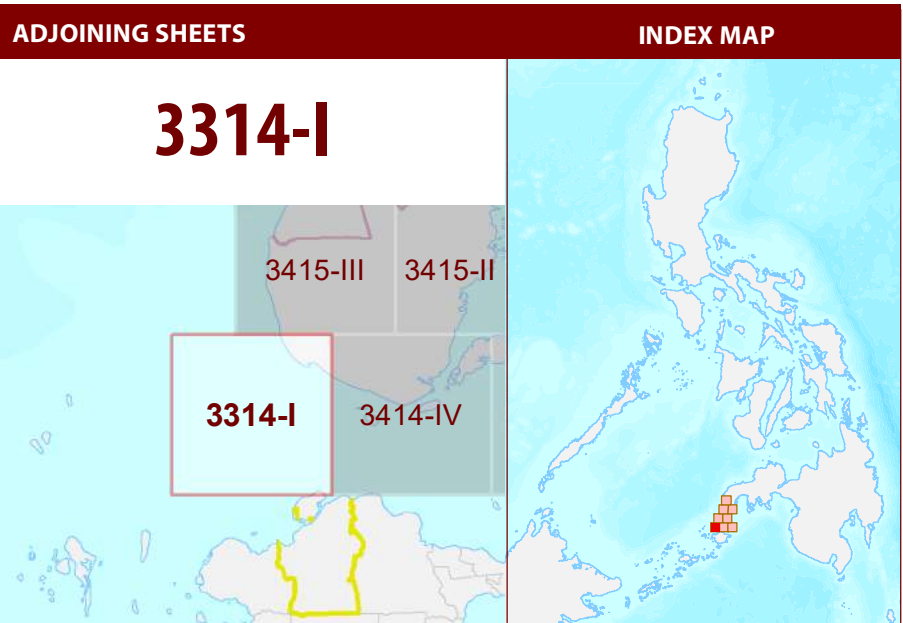 ADJOINING SHEETS
INDEX MAP
3314-I
3415-III
3415-II
3314-I
3414-IV